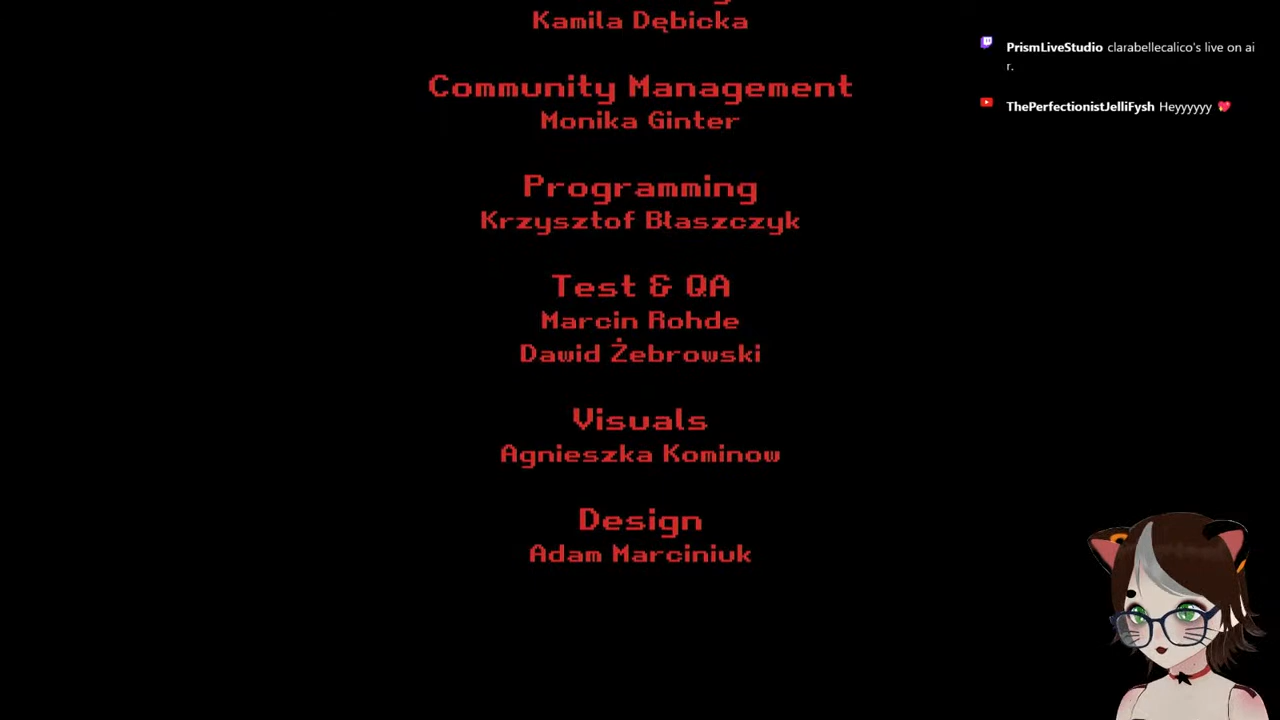 Kamila Dębicka
Community Management
Monika Ginter
Programming
Krzysztof Błaszczyk
Test & QA
Marcin Rohde
Dawid Żebrowski
Visuals
Agnieszka Kominow
Design
Adam Marciniuk
PrismLiveStudio clarabellecalico's live on ai
r.
ThePerfectionistJelliFysh Heyyyyyy 💖